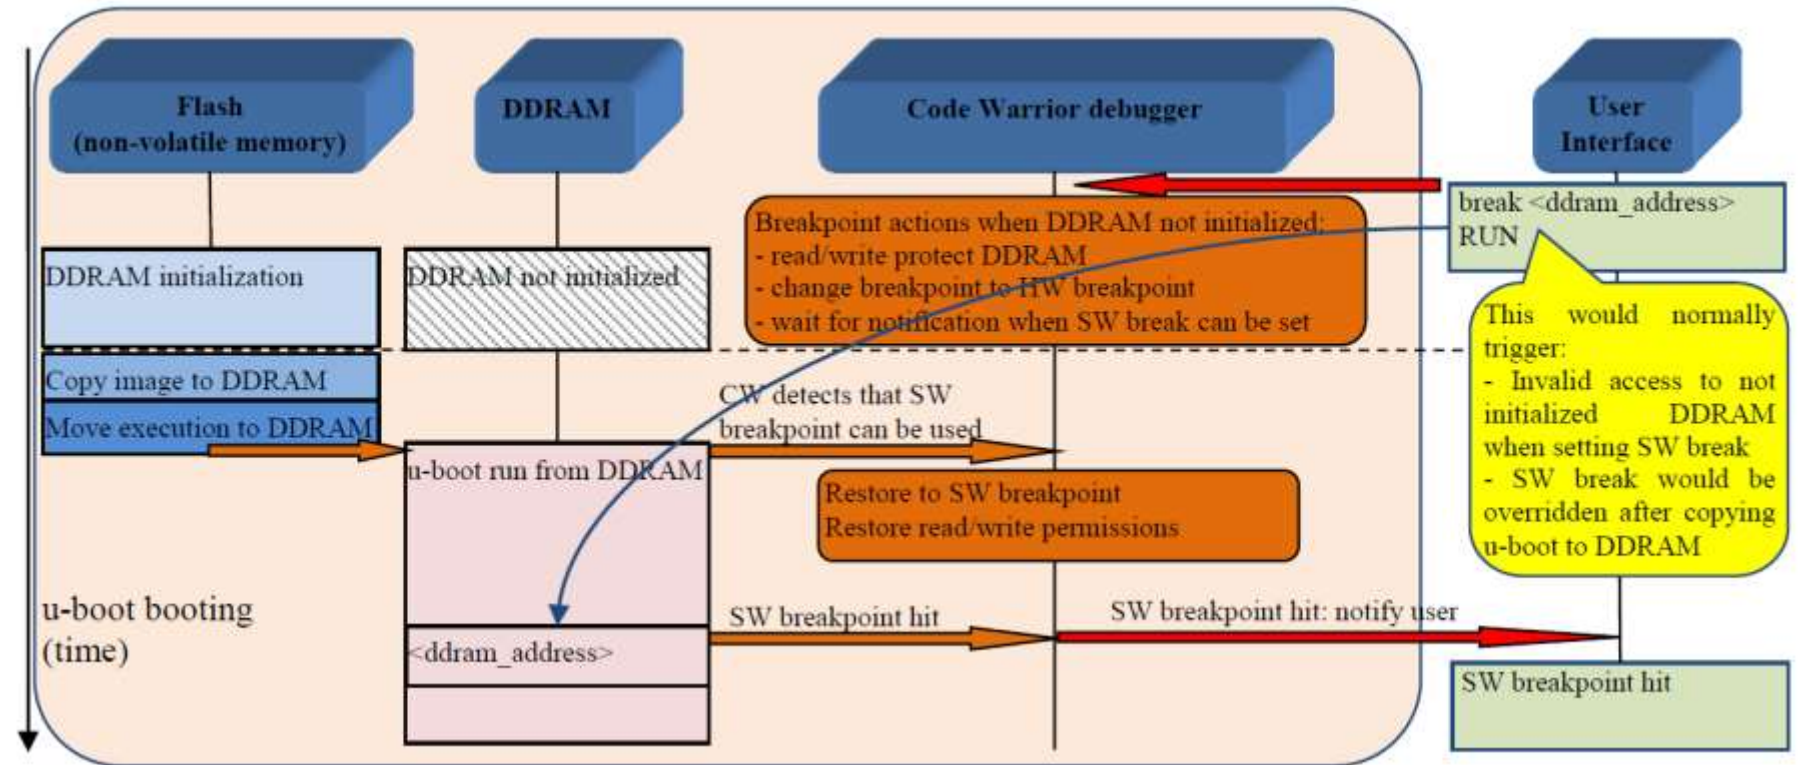 Flash
(non-volatile memory)
DDRAM
Code Warrior debugger
User
Interface
break <ddram_address>
RUN
Breakpoint actions when DDRAM not initialized:
- read/write protect DDRAM
- change breakpoint to HW breakpoint
- wait for notification when SW break can be set
DDRAM initialization
DDRAM not initialized
This would normally
trigger:
- Invalid access to not
initialized DDRAM
when setting SW break
- SW break would be
overridden after copying
u-boot to DDRAM
Copy image to DDRAM
Move execution to DDRAM
CW detects that SW
breakpoint can be used
u-boot run from DDRAM
Restore to SW breakpoint
Restore read/write permissions
u-boot booting
(time)
SW breakpoint hit
SW breakpoint hit: notify user
<ddram_address>
SW breakpoint hit